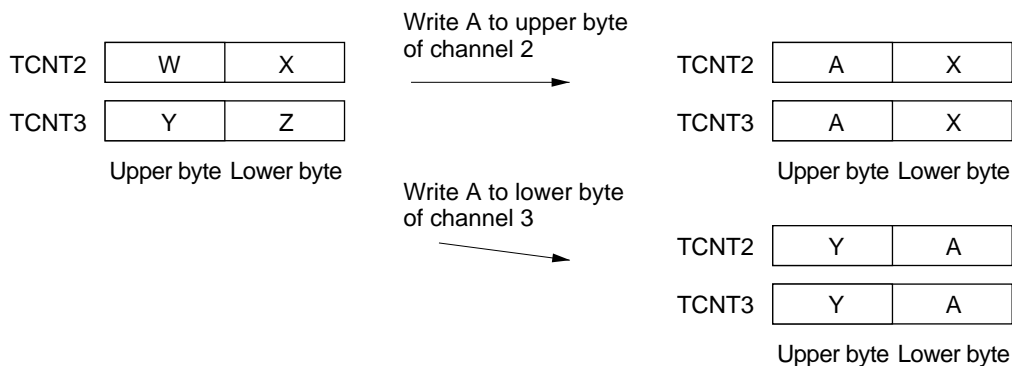 Write A to upper byte
of channel 2
TCNT2 W X
TCNT3 Y Z
Upper byte Lower byte
TCNT2 A X
TCNT3 A X
Upper byte Lower byte
Write A to lower byte
of channel 3
TCNT2 Y A
TCNT3 Y A
Upper byte Lower byte